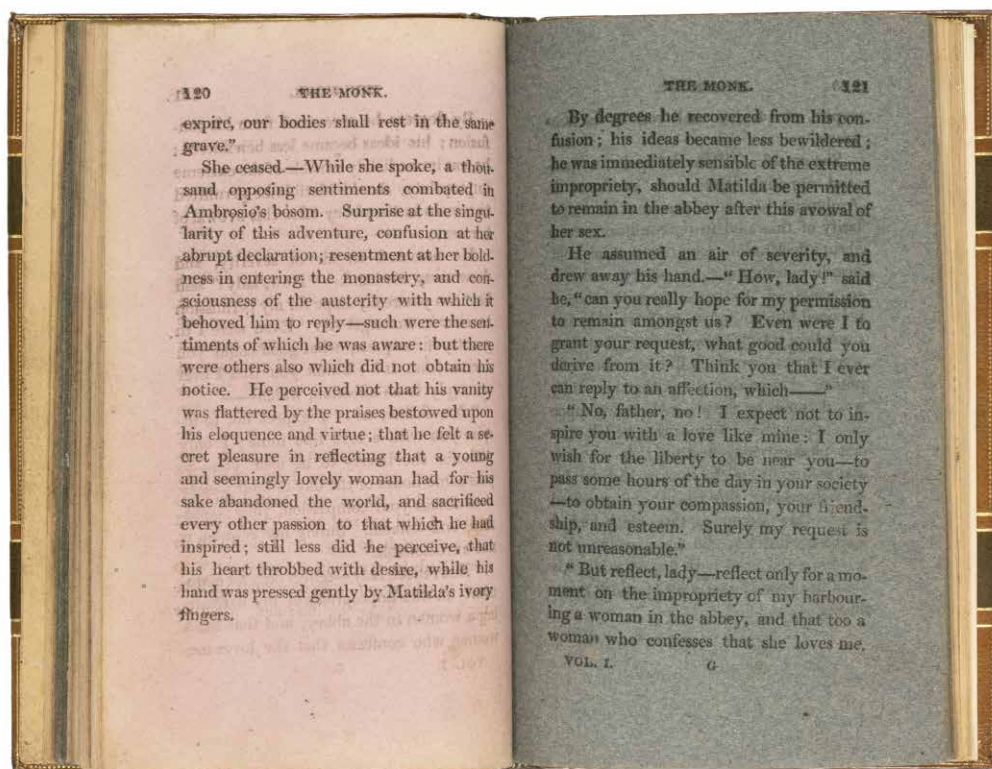 120 THE MONK.
expire, our bodies shall rest in the same
grave.”
She ceased.—While she spoke, a thou-
sand opposing sentiments combated in
Ambrosio's bosom. Surprise at the singu-
larity of this adventure, confusion at her
abrupt declaration; resentment at her bold-
ness in entering the monastery, and con-
sciousness of the austerity with which it
behoved him to reply—such were the sen-
timents of which he was aware: but there
were others also which did not obtain his
notice. He perceived not that his vanity
was flattered by the praises bestowed upon
his eloquence and virtue; that he felt a se-
cret pleasure in reflecting that a young
and seemingly lovely woman had for his
sake abandoned the world, and sacrificed
every other passion to that which he had
inspired; still less did he perceive, that
his heart throbbed with desire, while his
hand was pressed gently by Matilda's ivory
fingers.
THE MONK. 121
By degrees he recovered from his con-
fusion; his ideas became less bewildered;
he was immediately sensible of the extreme
impropriety, should Matilda be permitted
to remain in the abbey after this avowal of
her sex.
He assumed an air of severity, and
drew away his hand.—“ How, lady!” said
he, “ can you really hope for my permission
to remain amongst us? Even were I to
grant your request, what good could you
derive from it? Think you that I ever
can reply to an affection, which——”
“ No, father, no! I expect not to in-
spire you with a love like mine: I only
wish for the liberty to be near you—to
pass some hours of the day in your society
—to obtain your compassion, your friend-
ship, and esteem. Surely my request is
not unreasonable.”
“ But reflect, lady—reflect only for a mo-
ment on the impropriety of my harbour-
ing a woman in the abbey, and that too a
woman who confesses that she loves me.
VOL. I. G